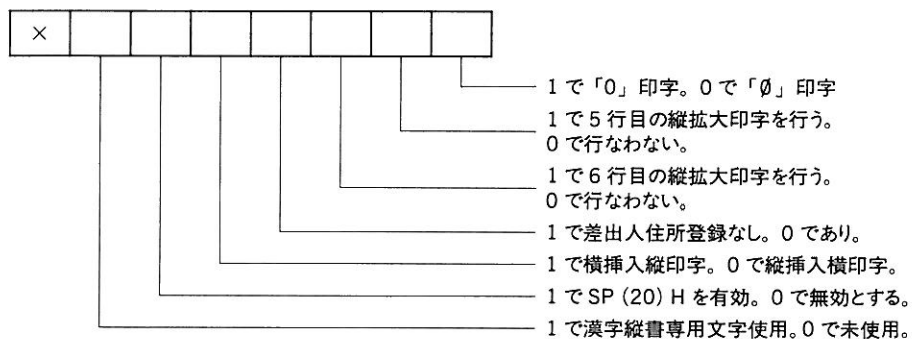 ×
1で「0」印字。0で「Ø」印字
1で5行目の縦拡大印字を行う。
0で行なわない。
1で6行目の縦拡大印字を行う。
0で行なわない。
1で差出人住所登録なし。0であり。
1で横挿入縦印字。0で縦挿入横印字。
1でSP(20)Hを有効。0で無効とする。
1で漢字縦書専用文字使用。0で未使用。